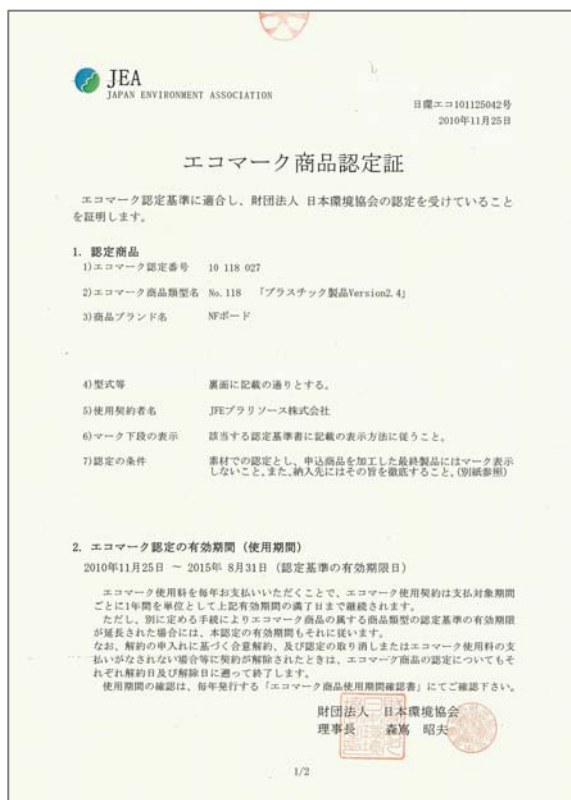 JEA
JAPAN ENVIRONMENT ASSOCIATION
日環エコ101125042号
2010年11月25日
エコマーク商品認定証
エコマーク認定基準に適合し、財団法人 日本環境協会の認定を受けていること
を証明します。
1. 認定商品
1)エコマーク認定番号 10 118 027
2)エコマーク商品類型名 No.118 「プラスチック製品Version2.4」
3)商品ブランド名 NFボード
4)型式等 裏面に記載の通りとする。
5)使用契約者名 JFEプラリソース株式会社
6)マーク下段の表示 該当する認定基準書に記載の表示方法に従うこと。
7)認定の条件 素材での認定とし、申込商品を加工した最終製品にはマーク表示
しないこと。また、納入先にはその旨を徹底すること。(別紙参照)
2. エコマーク認定の有効期間(使用期間)
2010年11月25日 ~ 2015年 8月31日(認定基準の有効期限日)
エコマーク使用料を毎年お支払いいただくことで、エコマーク使用契約は支払対象期間
ごとに1年間を単位として上記有効期間の満了日まで継続されます。
ただし、別に定める手続によりエコマーク商品の属する商品類型の認定基準の有効期限
が延長された場合には、本認定の有効期間もそれに従います。
なお、解約の申入れに基づく合意解約、及び認定の取り消しまたはエコマーク使用料の支
払いがなされない場合等に契約が解除されたときは、エコマーク商品の認定についてもそ
れぞれ解約日及び解除日に遡って終了します。
使用期間の確認は、毎年発行する「エコマーク商品使用期間確認書」にてご確認下さい。
財団法人 日本環境協会
理事長 森嶌 昭夫
1/2